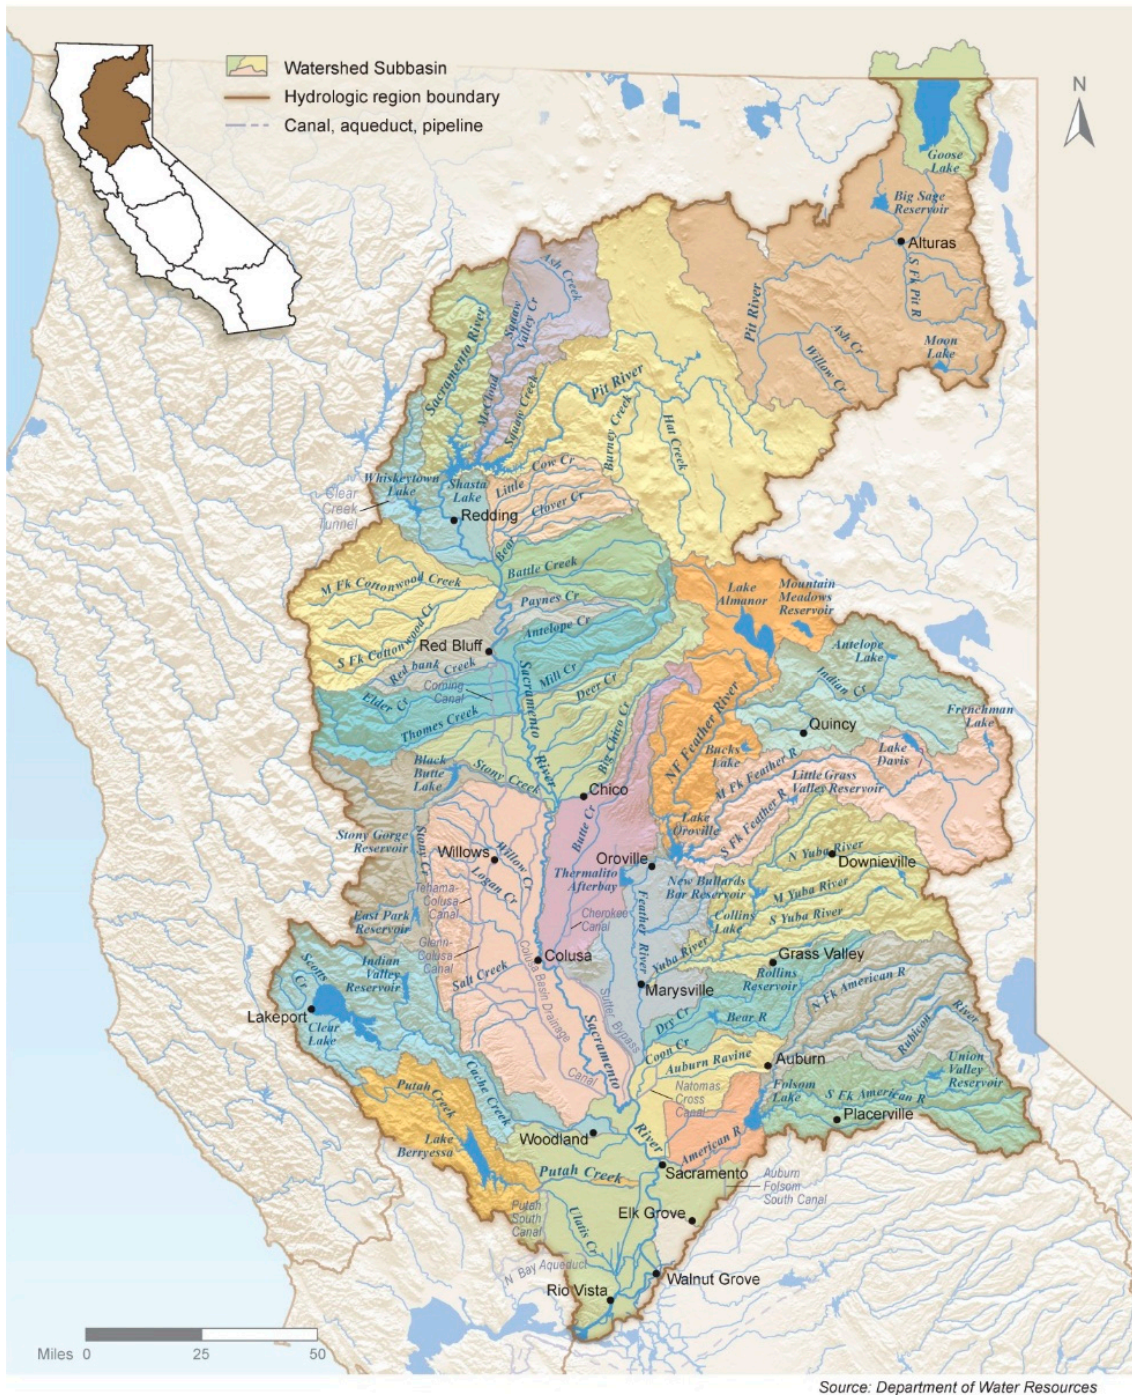 Watershed Subbasin
Hydrologic region boundary
Canal, aqueduct, pipeline
N
Goose
Lake
Big Sage
Reservoir
Alturas
S Fk Pit R
Pit River
Ash Cr
Willow Cr
Moon
Lake
Ash Creek
Squaw
Valley Cr
Sacramento River
McCloud
Squaw Creek
Pit River
Burney Creek
Hat Creek
Whiskeytown
Lake
Shasta
Lake
Little
Cow Cr
Clover Cr
Clear
Creek
Tunnel
Redding
Bear
Battle Creek
M Fk Cottonwood Creek
S Fk Cottonwood Cr
Paynes Cr
Antelope Cr
Red Bluff
Red bank Creek
Mill Cr
Deer Cr
Corning
Canal
Elder Cr
Thomes Creek
Sacramento
River
Big Chico Cr
Lake
Almanor
Mountain
Meadows
Reservoir
Antelope
Lake
Indian Cr
Quincy
Frenchman
Lake
NF Feather River
Bucks
Lake
Lake
Davis
M Fk Feather R
Little Grass
Valley Reservoir
S Fk Feather R
Black
Butte
Lake
Stony Creek
Chico
Butte Cr
Lake
Oroville
Stony Gorge
Reservoir
Stony Cr
Willows
Willow Cr
Logan Cr
Oroville
Thermalito
Afterbay
New Bullards
Bar Reservoir
N Yuba River
Downieville
M Yuba River
S Yuba River
Tehama-
Colusa
Canal
East Park
Reservoir
Glenn-
Colusa
Canal
Cherokee
Canal
Feather River
Collins
Lake
Yuba River
Grass Valley
Rollins
Reservoir
Colusa
Salt Creek
Colusa Basin Drainage
Canal
Scotts
Cr
Indian
Valley
Reservoir
Lakeport
Clear
Lake
Marysville
Sutter Bypass
Dry Cr
Bear R
N Fk American R
Rubicon
River
Coon Cr
Auburn Ravine
Auburn
Sacramento
River
Natomas
Cross
Canal
Folsom
Lake
Union
Valley
Reservoir
S Fk American R
Placerville
American R
Cache Creek
Putah Creek
Lake
Berryessa
Woodland
Putah Creek
Sacramento
Auburn
Folsom
South Canal
Putah
South
Canal
Ulatis Cr
Elk Grove
N Bay Aqueduct
Walnut Grove
Rio Vista
Miles 0 25 50
Source: Department of Water Resources